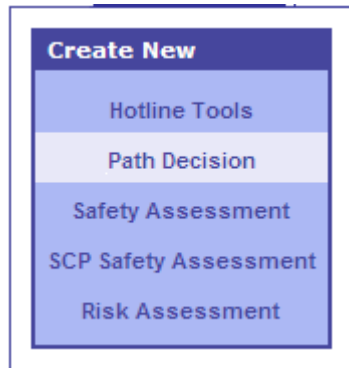 Create New
Hotline Tools
Path Decision
Safety Assessment
SCP Safety Assessment
Risk Assessment